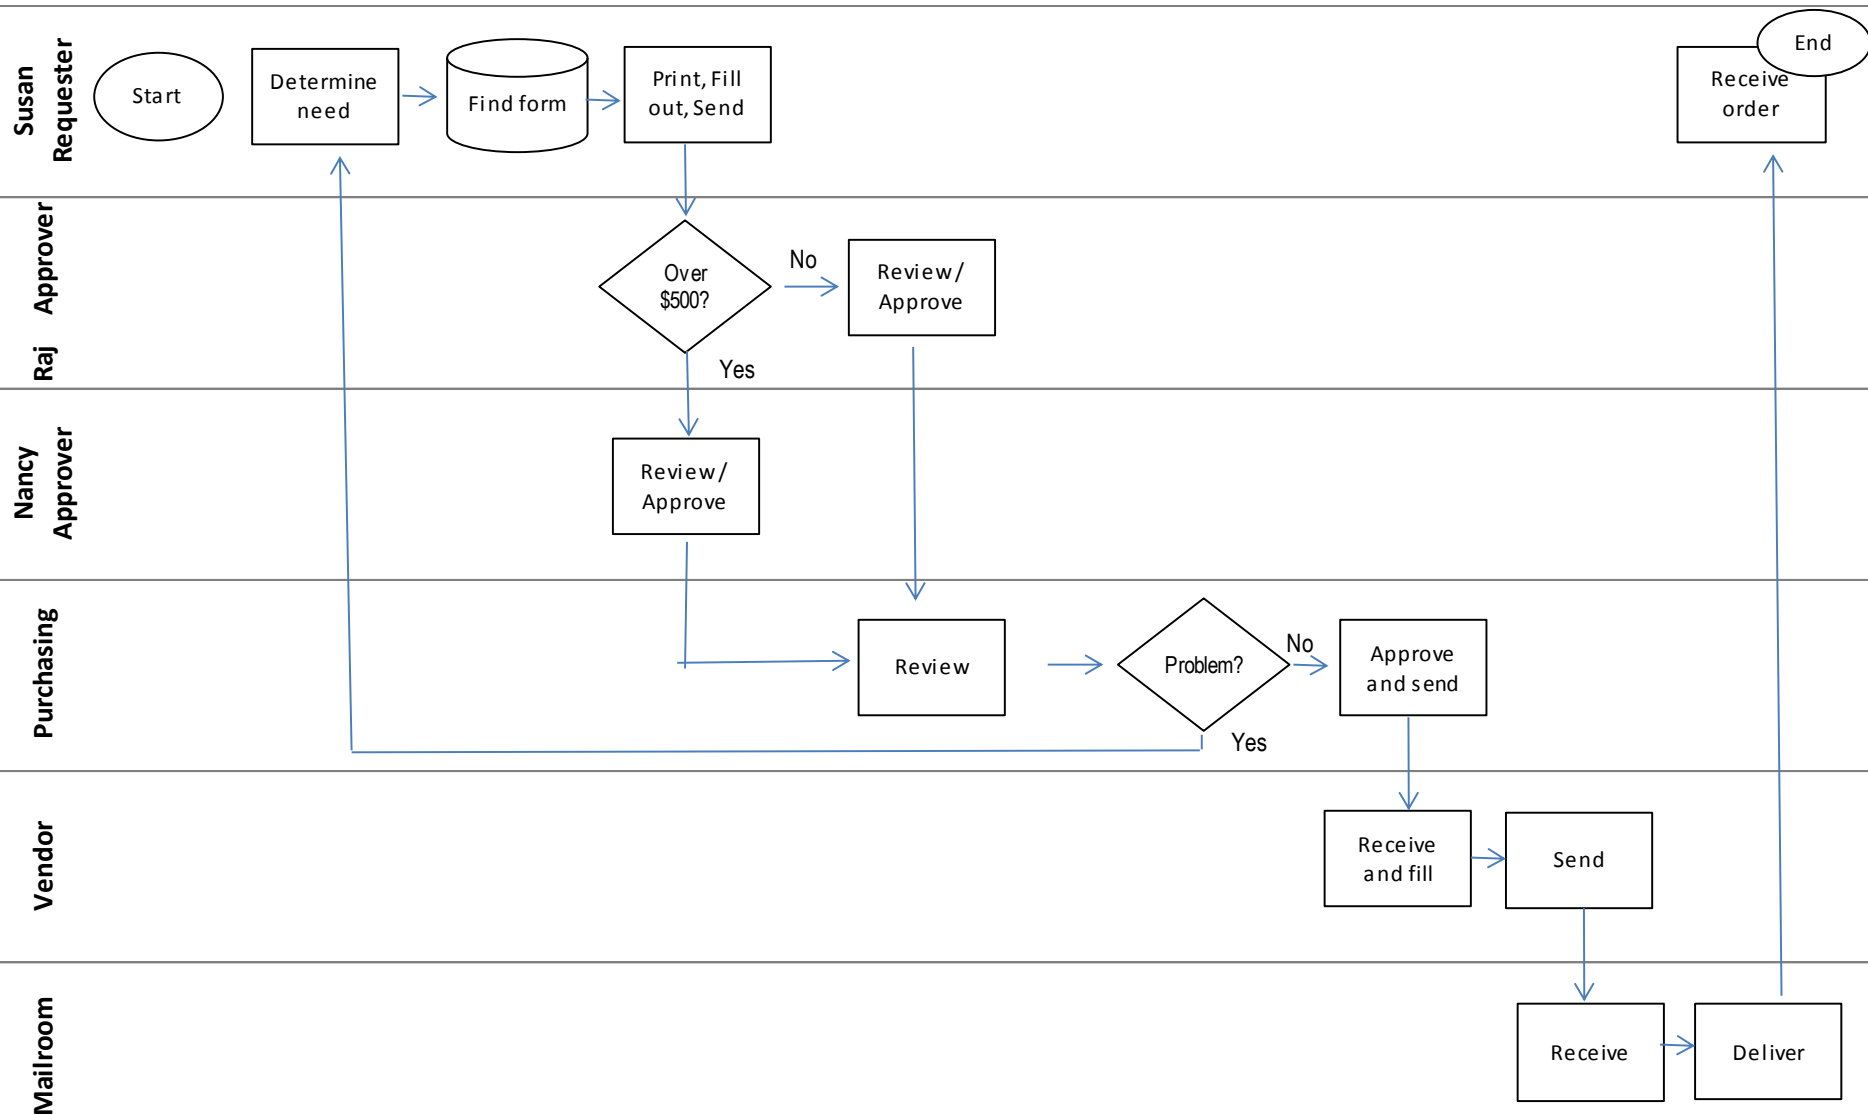 Susan
Requester
Start
Determine
need
Find form
Print, Fill
out, Send
End
Receive
order
Raj Approver
Over
$500?
No
Review/
Approve
Yes
Nancy
Approver
Review/
Approve
Purchasing
Review
Problem?
No
Approve
and send
Yes
Vendor
Receive
and fill
Send
Mailroom
Receive
Deliver